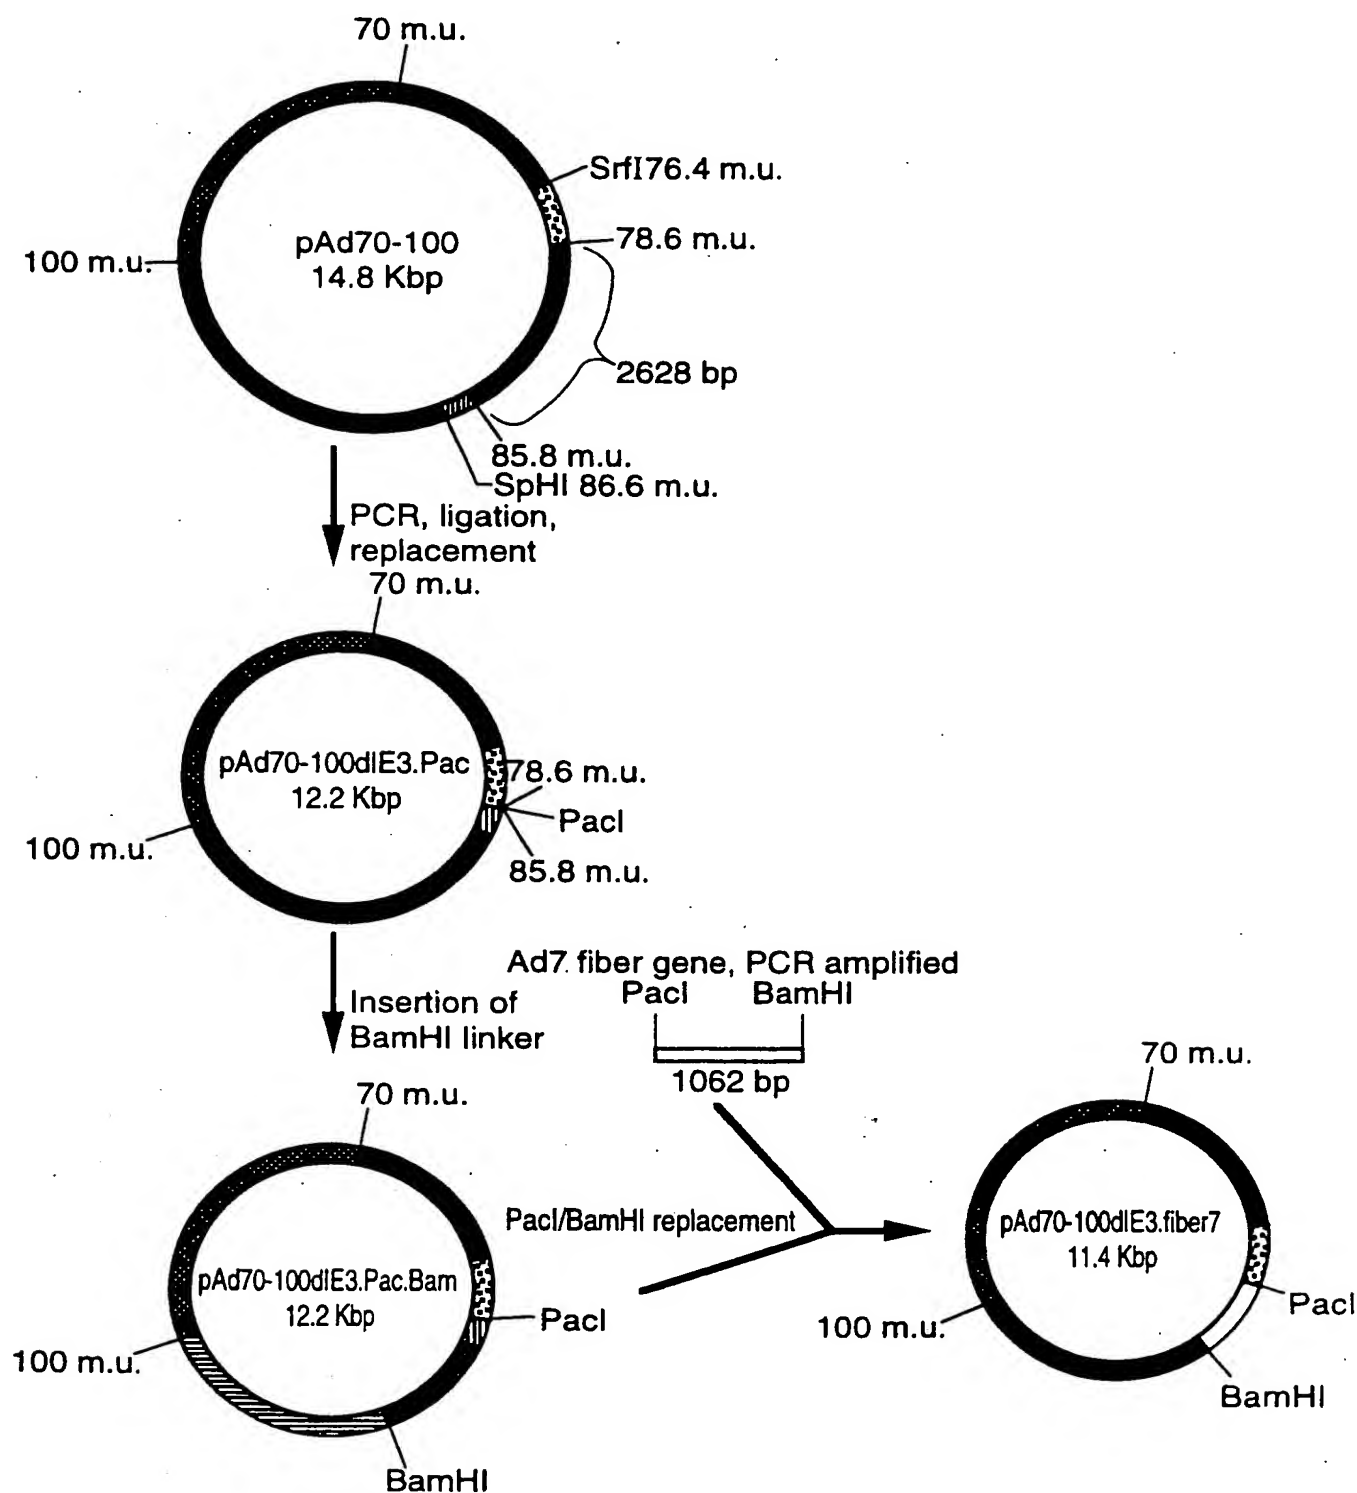 70 m.u.
SrfI76.4 m.u.
pAd70-100
14.8 Kbp
78.6 m.u.
100 m.u.
2628 bp
85.8 m.u.
SpHI 86.6 m.u.
PCR, ligation,
replacement
70 m.u.
pAd70-100dlE3.Pac
12.2 Kbp
78.6 m.u.
PacI
100 m.u.
85.8 m.u.
Ad7 fiber gene, PCR amplified
PacI BamHI
1062 bp
Insertion of
BamHI linker
70 m.u.
pAd70-100dlE3.Pac.Bam
12.2 Kbp
PacI
100 m.u.
BamHI
PacI/BamHI replacement
70 m.u.
pAd70-100dlE3.fiber7
11.4 Kbp
PacI
100 m.u.
BamHI